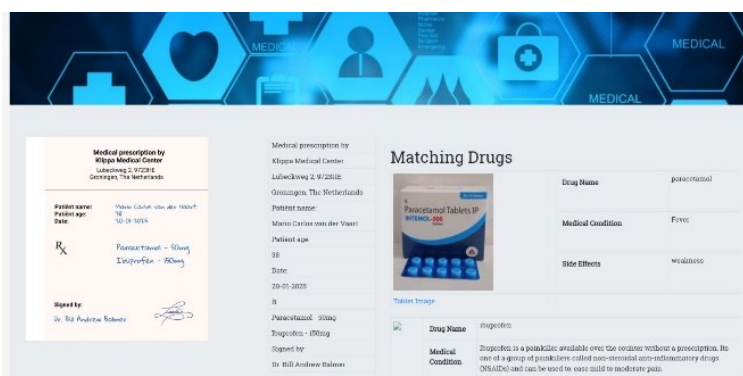 MEDICAL
MEDICAL
MEDICAL
Medical prescription by
Klippa Medical Center
Lubeckweg 2, 9723HE
Groningen, The Netherlands
Patient name: Mario Carlos van der Vaart
Patient age: 38
Date: 20-01-2025
Rx
Paracetamol - 50mg
Ibuprofen - 150mg
Signed by:
Dr. Bill Andrew Balmer
Medical prescription by
Klippa Medical Center
Lubeckweg 2, 9723HE
Groningen, The Netherlands
Patient name:
Mario Carlos van der Vaart
Patient age
38
Date:
20-01-2025
R
Paracetamol - 50mg
Ibuprofen - 150mg
Signed by:
Dr. Bill Andrew Balmer
Matching Drugs
Paracetamol Tablets IP
INTEMOL-500
Tablet Image
Drug Name paracetamol
Medical Condition Fever
Side Effects weakness
Drug Name ibuprofen
Medical Condition Ibuprofen is a painkiller available over the counter without a prescription. Its
one of a group of painkillers called non-steroidal anti-inflammatory drugs
(NSAIDs) and can be used to: ease mild to moderate pain